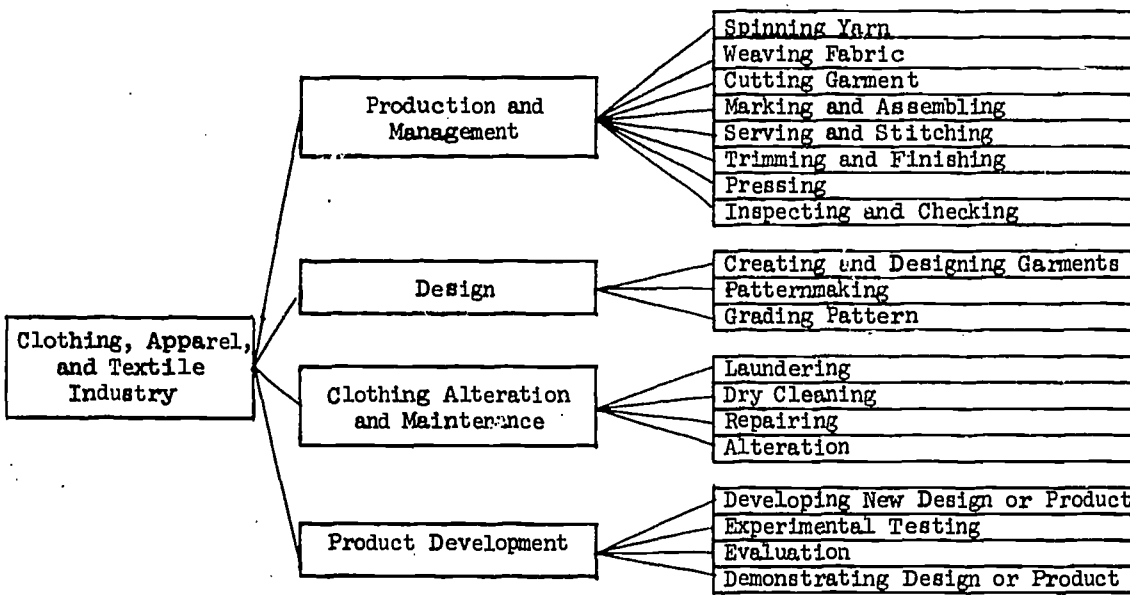 Clothing, Apparel,
and Textile
Industry
Production and
Management
Spinning Yarn
Weaving Fabric
Cutting Garment
Marking and Assembling
Serving and Stitching
Trimming and Finishing
Pressing
Inspecting and Checking
Design
Creating and Designing Garments
Patternmaking
Grading Pattern
Clothing Alteration
and Maintenance
Laundering
Dry Cleaning
Repairing
Alteration
Product Development
Developing New Design or Product
Experimental Testing
Evaluation
Demonstrating Design or Product